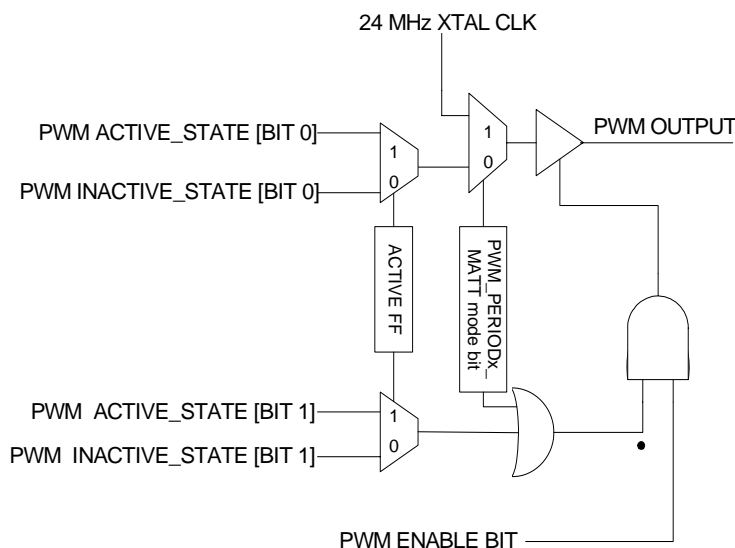 24 MHz XTAL CLK
PWM ACTIVE_STATE [BIT 0]
PWM INACTIVE_STATE [BIT 0]
1
0
1
0
PWM OUTPUT
ACTIVE FF
PWM_PERIODx_
MATT mode bit
PWM ACTIVE_STATE [BIT 1]
PWM INACTIVE_STATE [BIT 1]
1
0
PWM ENABLE BIT